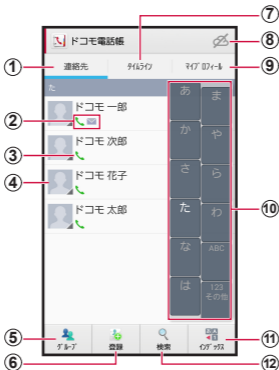 ⑦
ドコモ電話帳 ⑧
① 連絡先 タイムライン マイプロフィール ⑨
た
あ ま
ドコモ 一郎
②
か や
ドコモ 次郎
③
さ ら
ドコモ 花子
④
た わ
ドコモ 太郎
⑩
な ABC
は 123
その他
⑤ グループ 登録 検索 インデックス ⑪
⑥ ⑫